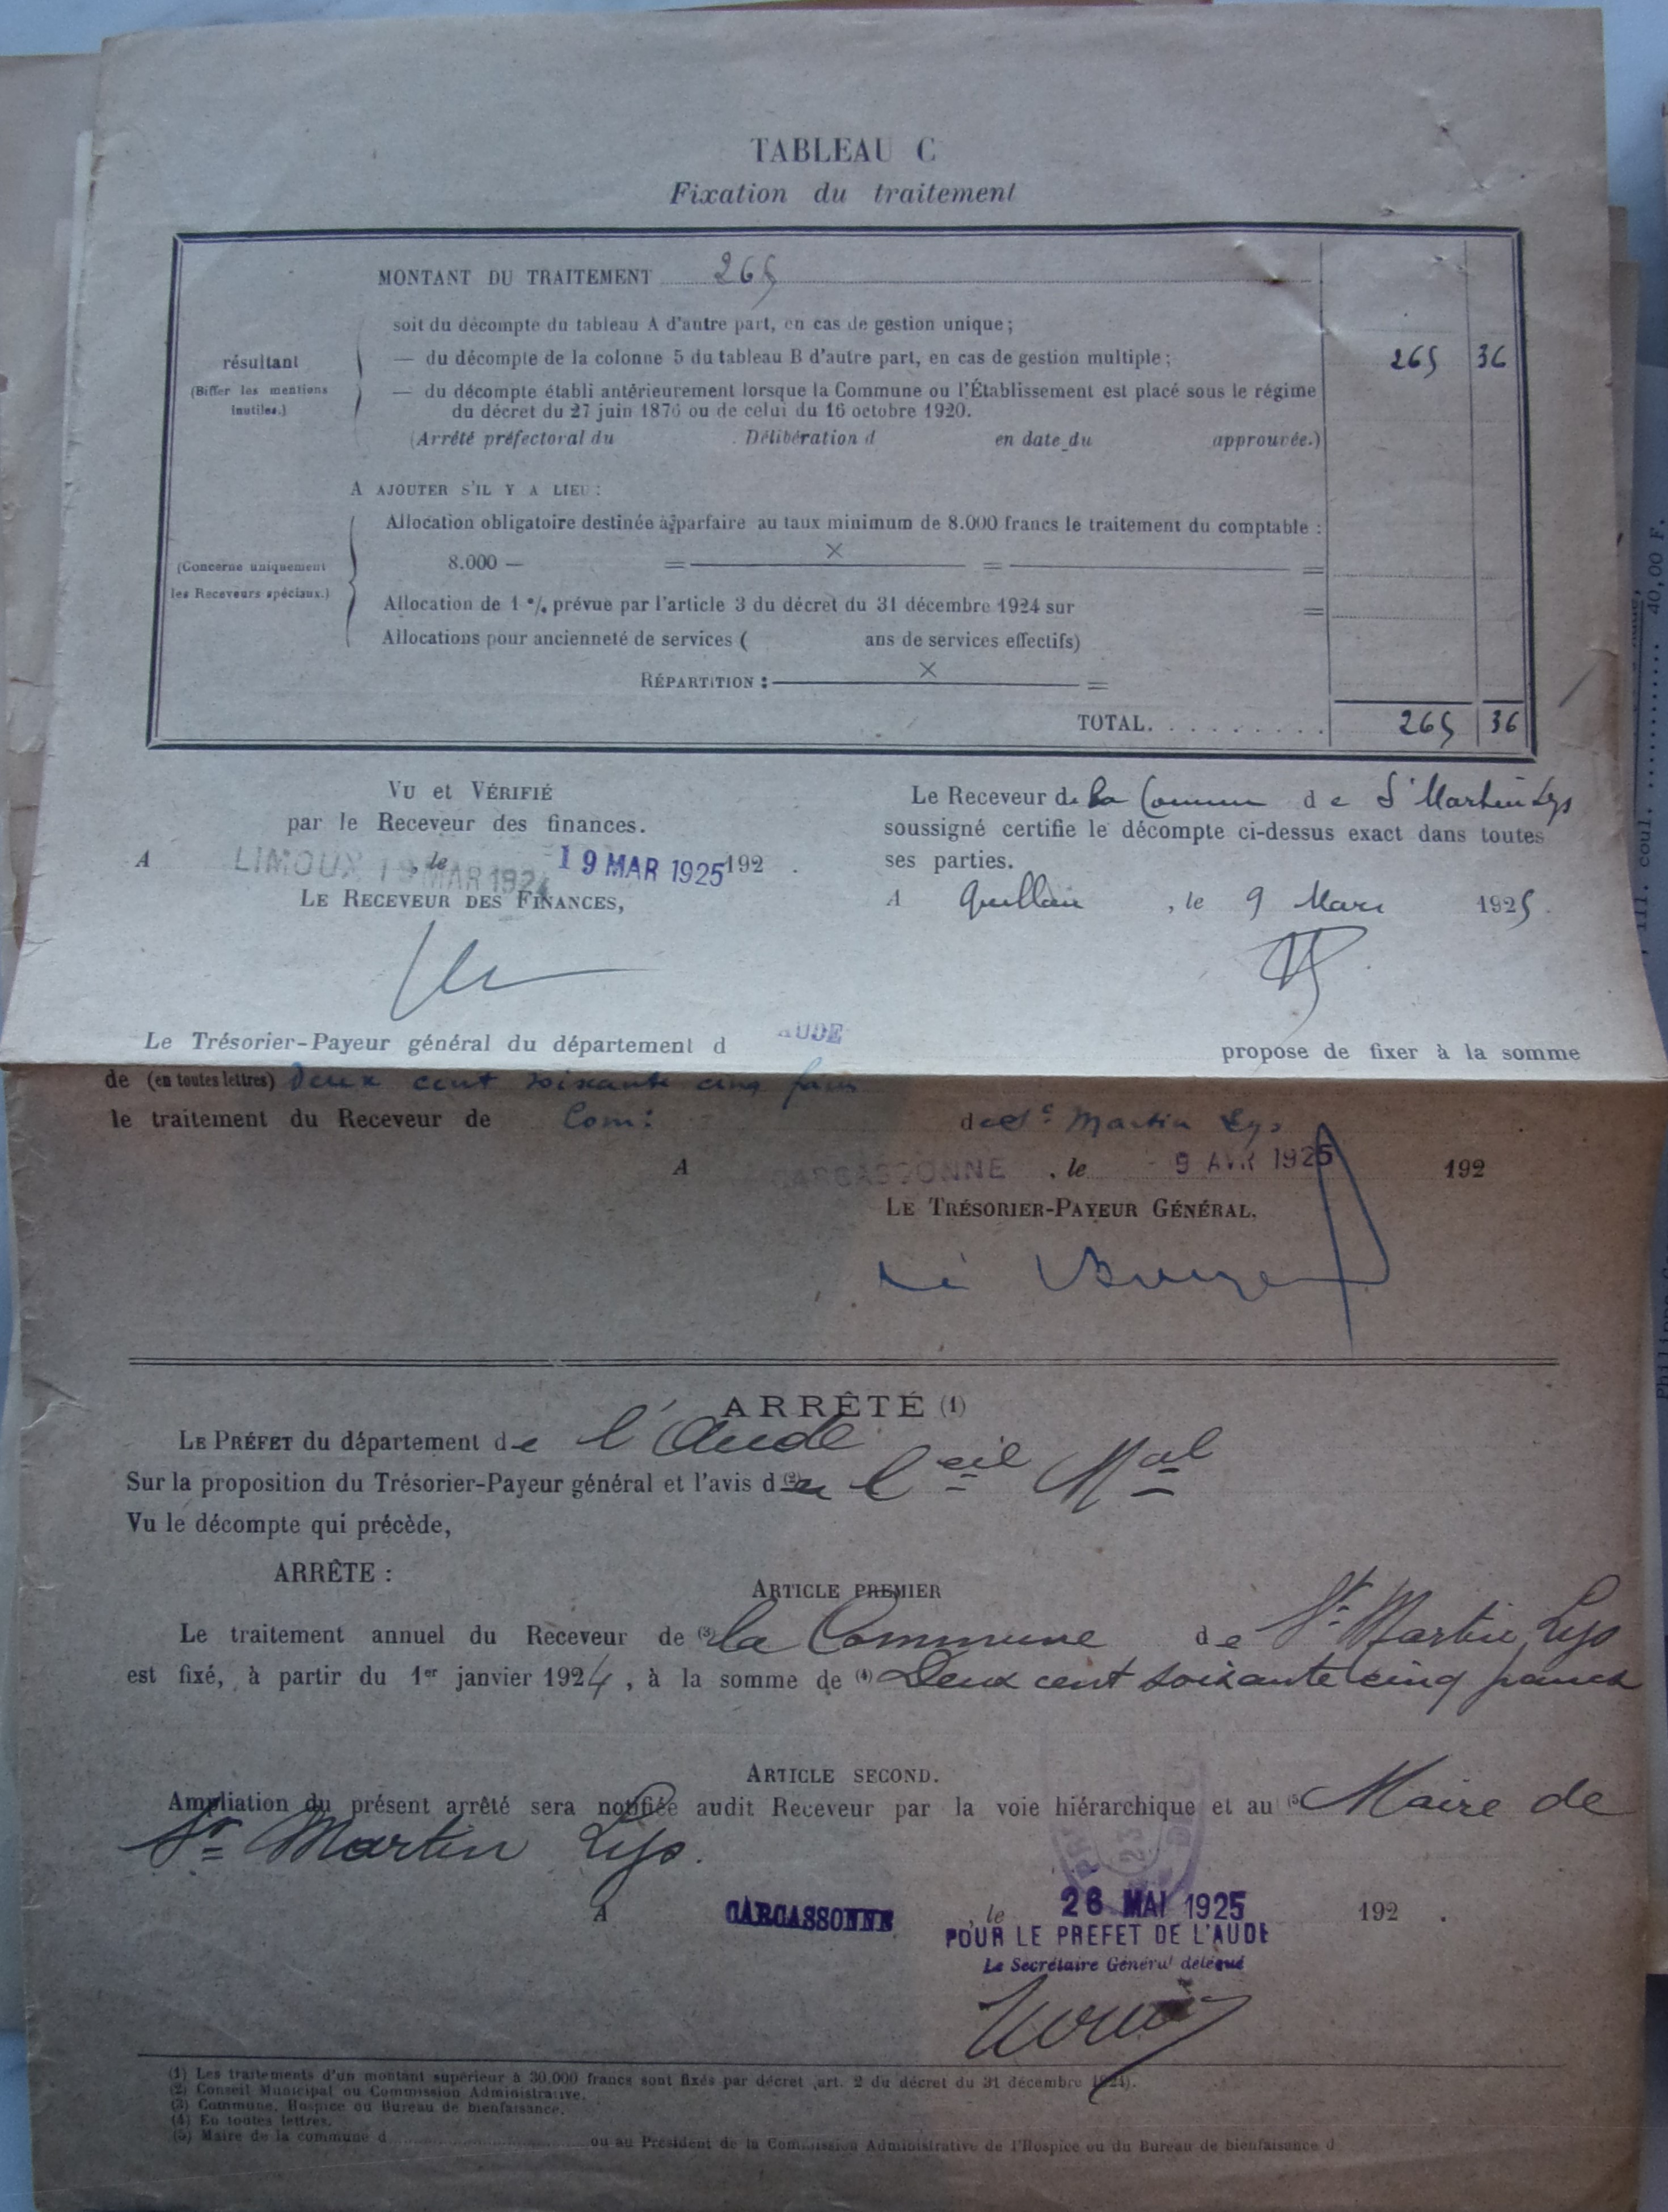 TABLEAU C
Fixation du traitement
MONTANT DU TRAITEMENT 265
résultant
(Biffer les mentions inutiles.)
soit du décompte du tableau A d'autre part, en cas de gestion unique;
— du décompte de la colonne 5 du tableau B d'autre part, en cas de gestion multiple; 265 36
— du décompte établi antérieurement lorsque la Commune ou l'Établissement est placé sous le régime
du décret du 27 juin 1876 ou de celui du 16 octobre 1920.
(Arrêté préfectoral du . Délibération d en date du approuvée.)
A AJOUTER S'IL Y A LIEU :
(Concerne uniquement
les Receveurs spéciaux.)
Allocation obligatoire destinée à parfaire au taux minimum de 8.000 francs le traitement du comptable :
8.000 — = × = =
Allocation de 1 % prévue par l'article 3 du décret du 31 décembre 1924 sur =
Allocations pour ancienneté de services ( ans de services effectifs)
RÉPARTITION : × =
TOTAL. . . . . . . . . 265 36
VU et VÉRIFIÉ
par le Receveur des finances.
A LIMOUX 19 MAR 1924, le 19 MAR 1925 192 .
LE RECEVEUR DES FINANCES,
Le Receveur de la Commune de St Martin Lys
soussigné certifie le décompte ci-dessus exact dans toutes
ses parties.
A Quillan, le 9 Mars 1925.
Le Trésorier-Payeur général du département d AUDE propose de fixer à la somme
de (en toutes lettres) Deux cent soixante cinq francs
le traitement du Receveur de Com: de St Martin Lys .
A CARCASSONNE, le - 9 AVR 1925 192
LE TRÉSORIER-PAYEUR GÉNÉRAL.
ARRÊTÉ (1)
LE PRÉFET du département de l'Aude
Sur la proposition du Trésorier-Payeur général et l'avis d (2) u Ceil Mal
Vu le décompte qui précède,
ARRÊTE :
ARTICLE PREMIER
Le traitement annuel du Receveur de (3) la Commune de St Martin Lys
est fixé, à partir du 1er janvier 1924, à la somme de (4) Deux cent soixante cinq francs
ARTICLE SECOND.
Ampliation du présent arrêté sera notifiée audit Receveur par la voie hiérarchique et au (5) Maire de
St Martin Lys.
A CARCASSONNE, le 26 MAI 1925 192 .
POUR LE PREFET DE L'AUDE
Le Secrétaire Général délégué
(1) Les traitements d'un montant supérieur à 30.000 francs sont fixés par décret (art. 2 du décret du 31 décembre 1924).
(2) Conseil Municipal ou Commission Administrative.
(3) Commune, Hospice ou Bureau de bienfaisance.
(4) En toutes lettres.
(5) Maire de la commune d ou au Président de la Commission Administrative de l'Hospice ou du Bureau de bienfaisance d
40,00 F.
III. coul.